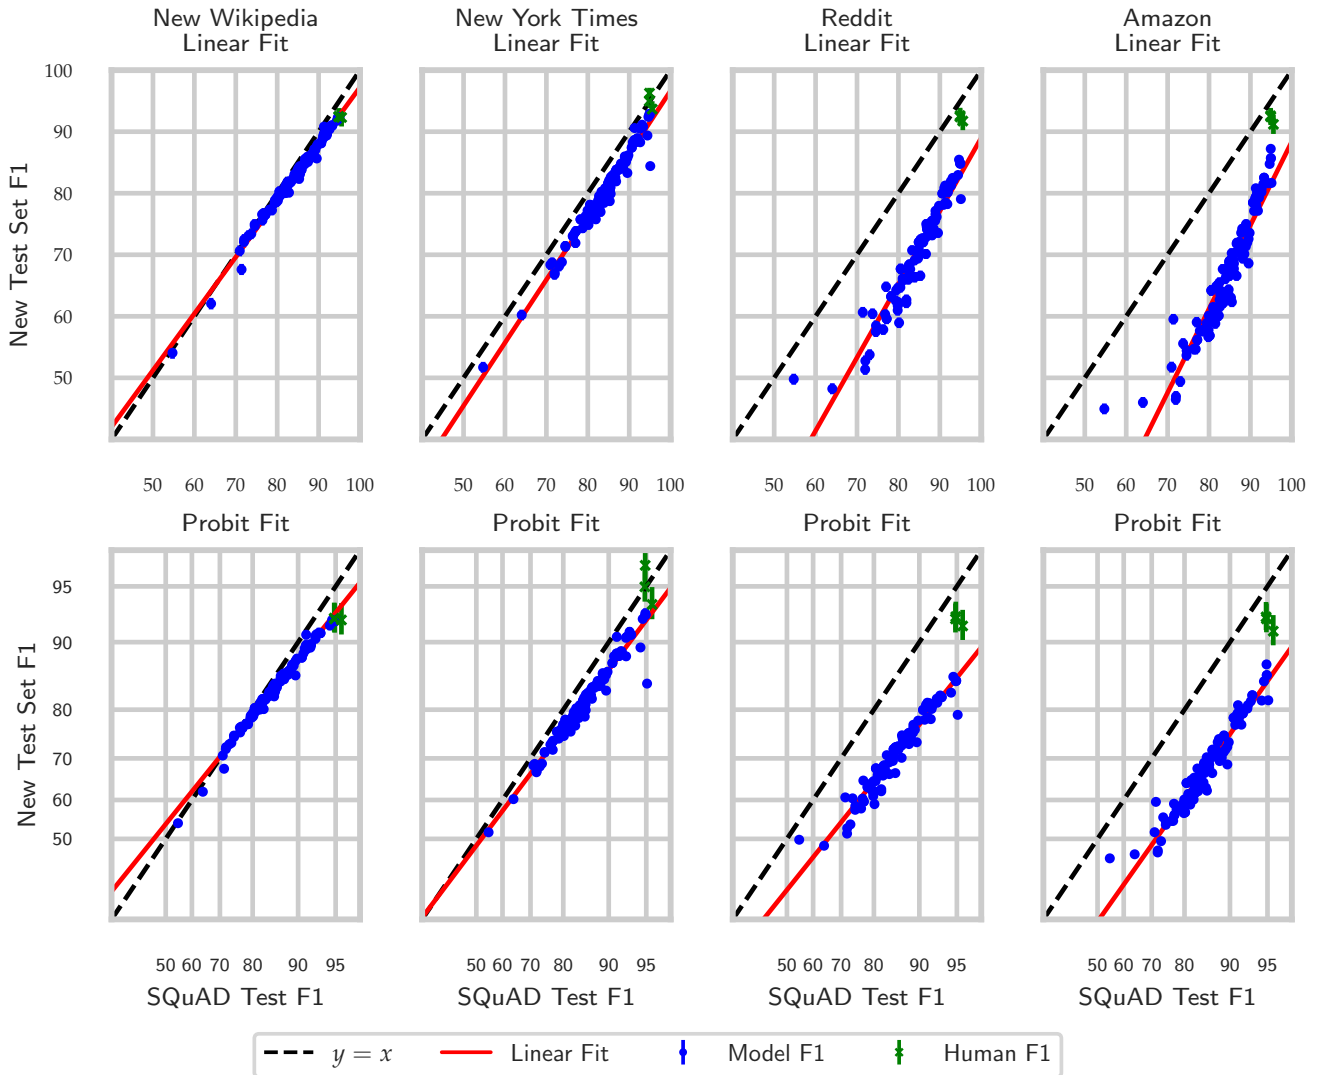 New Wikipedia
Linear Fit
New York Times
Linear Fit
Reddit
Linear Fit
Amazon
Linear Fit
New Test Set F1
100
90
80
70
60
50
50 60 70 80 90 100
50 60 70 80 90 100
50 60 70 80 90 100
50 60 70 80 90 100
Probit Fit
Probit Fit
Probit Fit
Probit Fit
New Test Set F1
95
90
80
70
60
50
50 60 70 80 90 95
50 60 70 80 90 95
50 60 70 80 90 95
50 60 70 80 90 95
SQuAD Test F1
SQuAD Test F1
SQuAD Test F1
SQuAD Test F1
y = x
Linear Fit
Model F1
Human F1